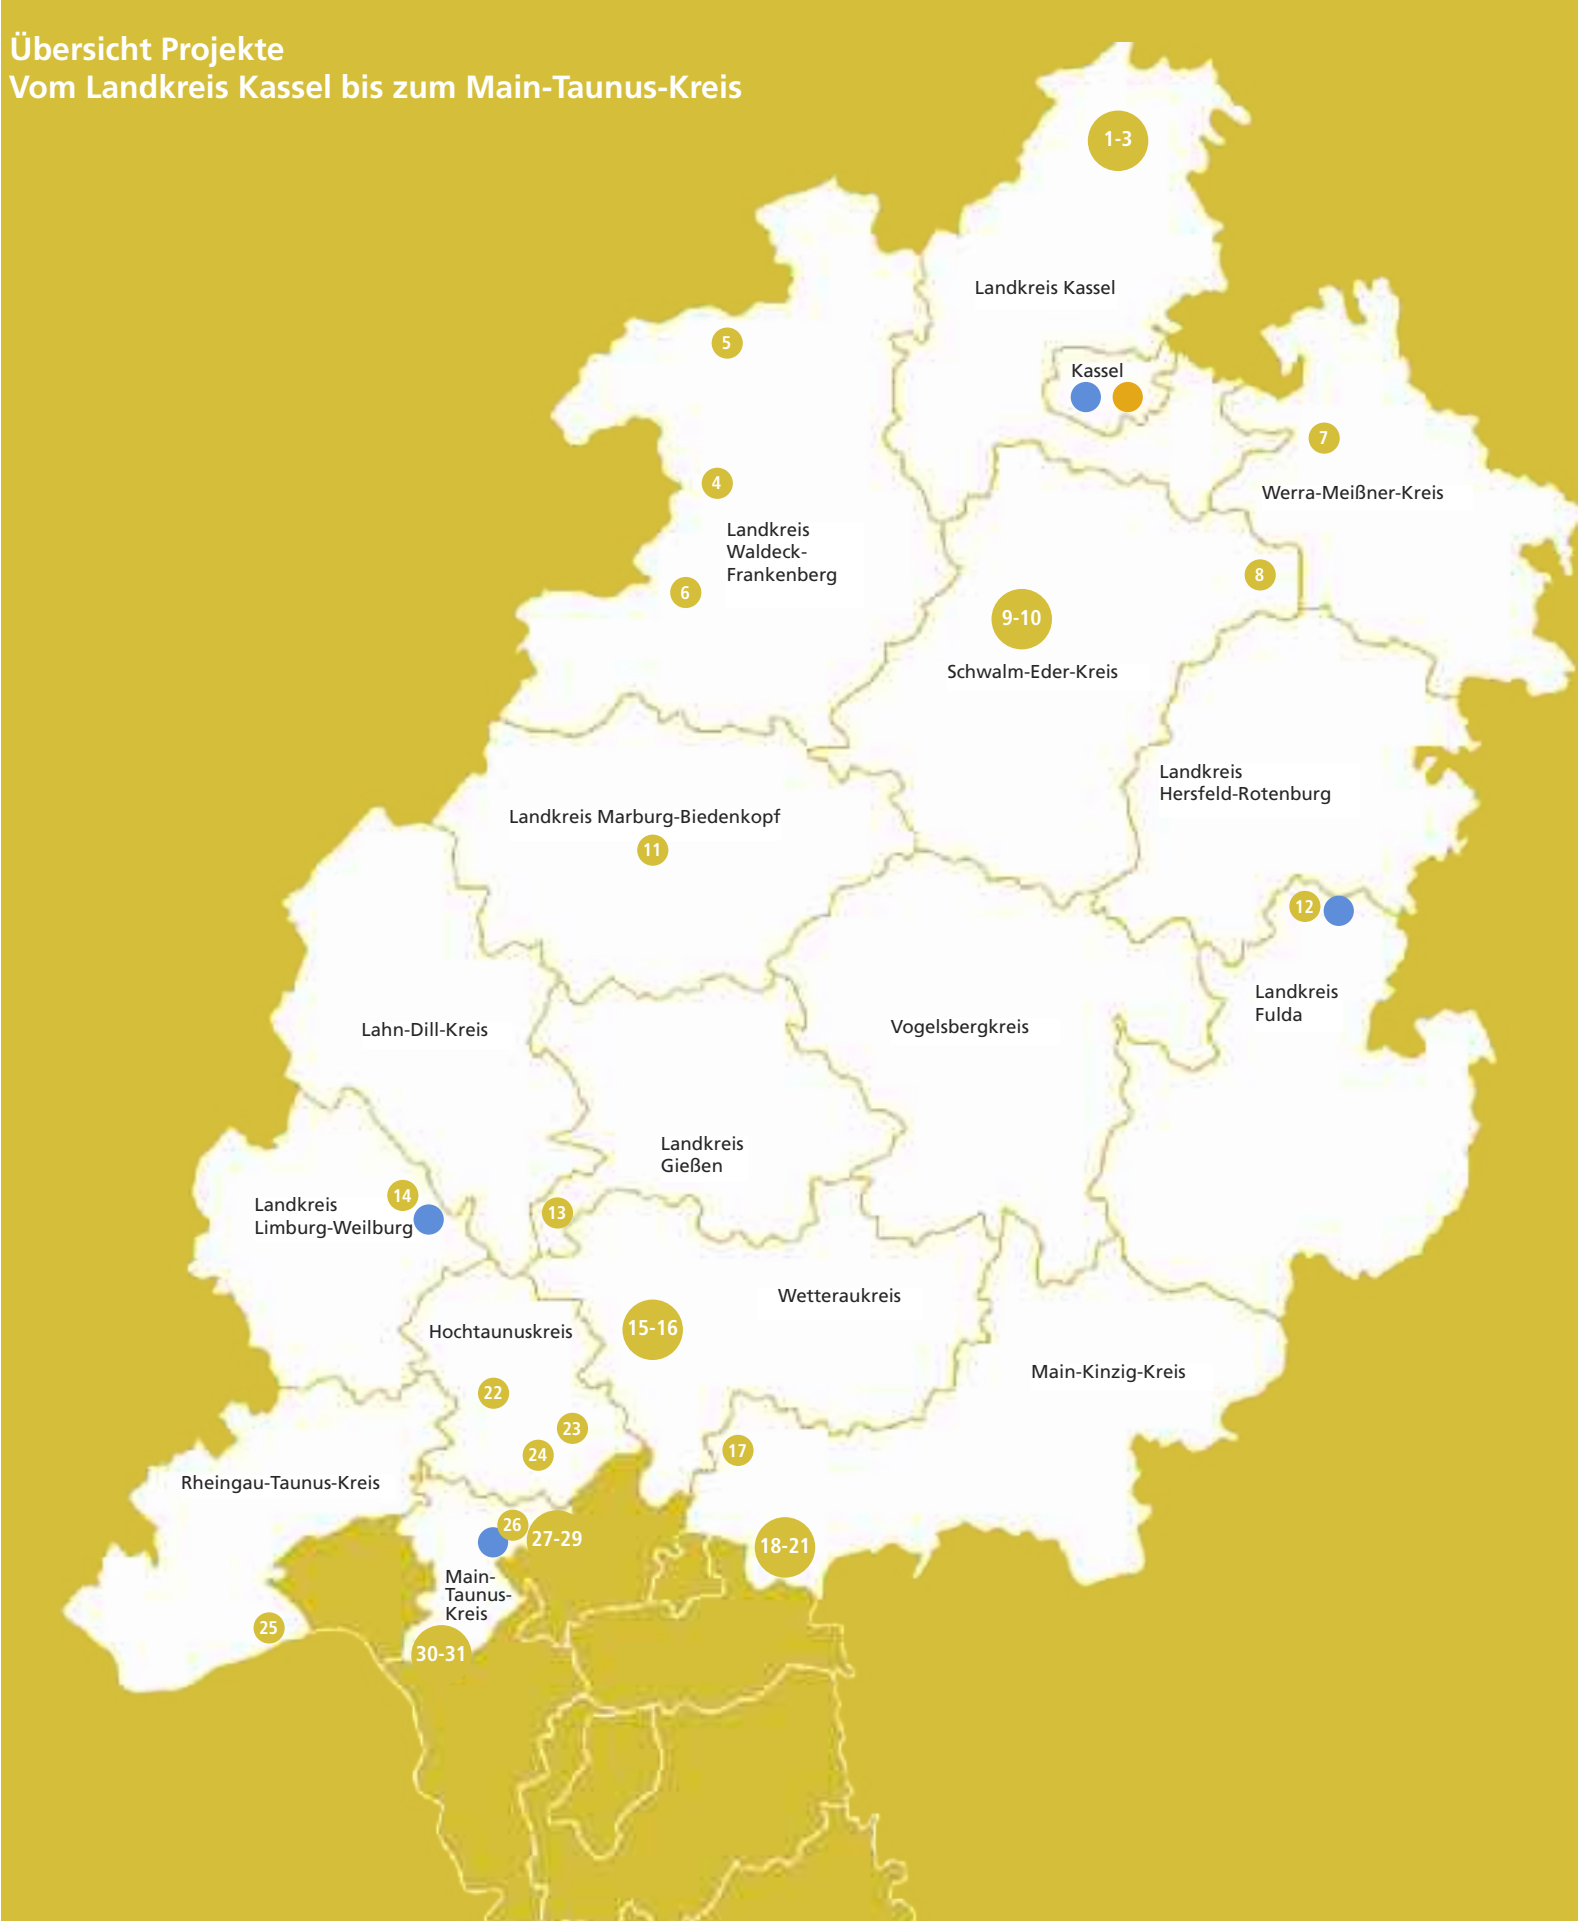 Übersicht Projekte
Vom Landkreis Kassel bis zum Main-Taunus-Kreis
1-3
Landkreis Kassel
5
Kassel
7
4
Werra-Meißner-Kreis
Landkreis
Waldeck-
Frankenberg
8
6
9-10
Schwalm-Eder-Kreis
Landkreis
Hersfeld-Rotenburg
Landkreis Marburg-Biedenkopf
11
12
Landkreis
Fulda
Lahn-Dill-Kreis
Vogelsbergkreis
Landkreis
Gießen
14
Landkreis
Limburg-Weilburg
13
Wetteraukreis
15-16
Hochtaunuskreis
Main-Kinzig-Kreis
22
23
24
17
Rheingau-Taunus-Kreis
26
27-29
18-21
Main-
Taunus-
Kreis
25
30-31